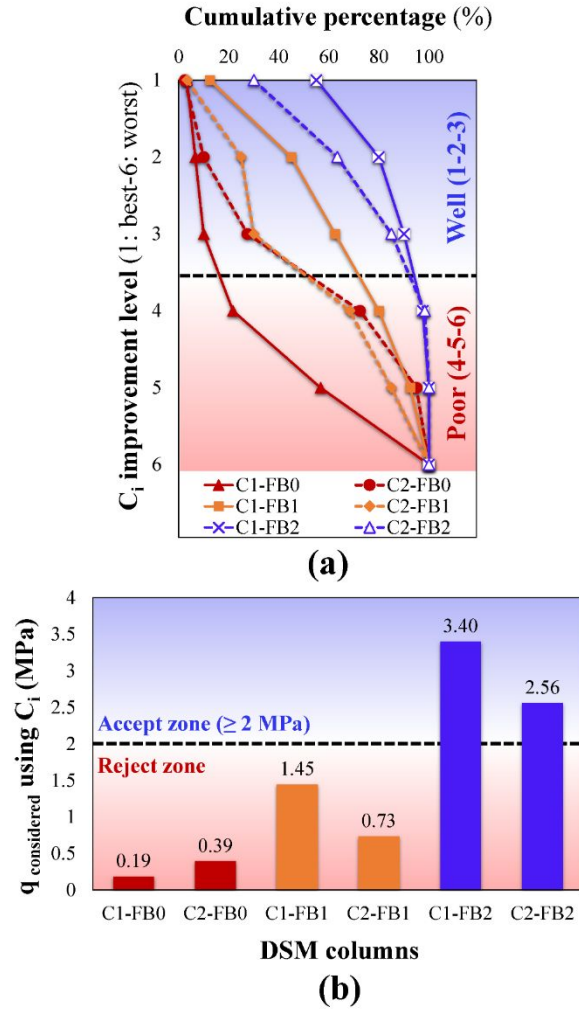 Cumulative percentage (%)
0 20 40 60 80 100
C_i improvement level (1: best-6: worst)
1
2
3
4
5
6
Well (1-2-3)
Poor (4-5-6)
C1-FB0 C2-FB0
C1-FB1 C2-FB1
C1-FB2 C2-FB2
(a)
q considered using C_i (MPa)
4
3.5
3
2.5
2
1.5
1
0.5
0
3.40
2.56
Accept zone (≥ 2 MPa)
Reject zone
1.45
0.73
0.39
0.19
C1-FB0 C2-FB0 C1-FB1 C2-FB1 C1-FB2 C2-FB2
DSM columns
(b)